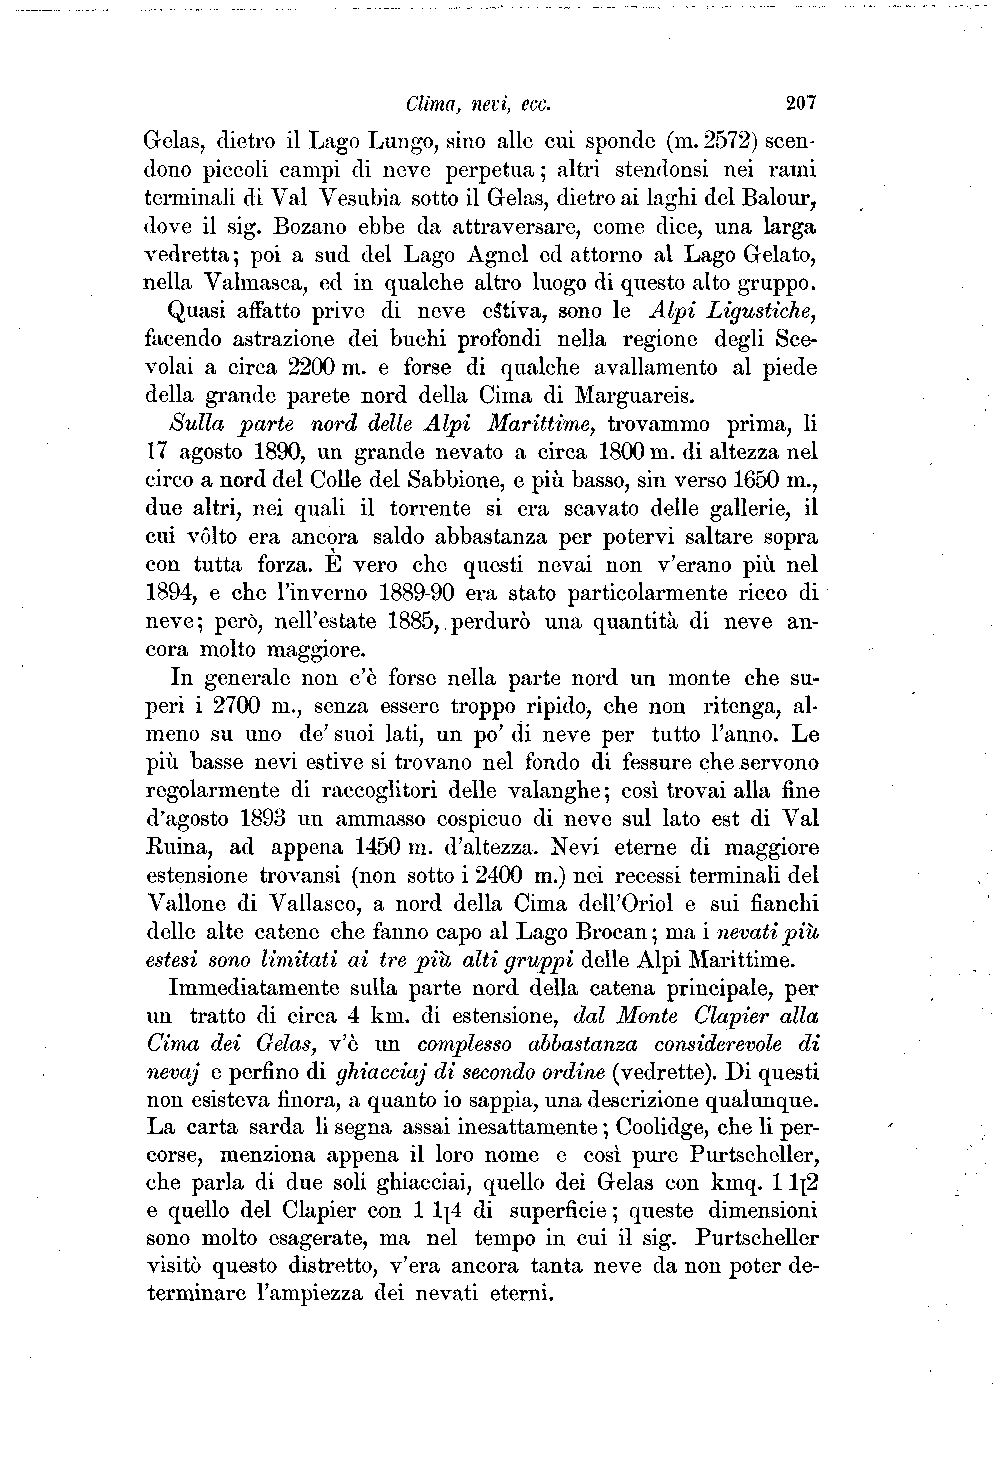 Clima, nevi, ecc. 207
Gelas, dietro il Lago Lungo, sino alle cui sponde (m. 2572) scen-
dono piccoli campi di neve perpetua; altri stendonsi nei rami
terminali di Val Vesubia sotto il Gelas, dietro ai laghi del Balour,
dove il sig. Bozano ebbe da attraversare, come dice, una larga
vedretta; poi a sud del Lago Agnel ed attorno al Lago Gelato,
nella Valmasca, ed in qualche altro luogo di questo alto gruppo.
Quasi affatto prive di neve estiva, sono le Alpi Ligustiche,
facendo astrazione dei buchi profondi nella regione degli Sce-
volai a circa 2200 m. e forse di qualche avallamento al piede
della grande parete nord della Cima di Marguareis.
Sulla parte nord delle Alpi Marittime, trovammo prima, li
17 agosto 1890, un grande nevato a circa 1800 m. di altezza nel
circo a nord del Colle del Sabbione, e più basso, sin verso 1650 m.,
due altri, nei quali il torrente si era scavato delle gallerie, il
cui vôlto era ancora saldo abbastanza per potervi saltare sopra
con tutta forza. È vero che questi nevai non v'erano più nel
1894, e che l'inverno 1889-90 era stato particolarmente ricco di
neve; però, nell'estate 1885, perdurò una quantità di neve an-
cora molto maggiore.
In generale non c'è forse nella parte nord un monte che su-
peri i 2700 m., senza essere troppo ripido, che non ritenga, al-
meno su uno de' suoi lati, un po' di neve per tutto l'anno. Le
più basse nevi estive si trovano nel fondo di fessure che servono
regolarmente di raccoglitori delle valanghe; così trovai alla fine
d'agosto 1893 un ammasso cospicuo di neve sul lato est di Val
Ruina, ad appena 1450 m. d'altezza. Nevi eterne di maggiore
estensione trovansi (non sotto i 2400 m.) nei recessi terminali del
Vallone di Vallasco, a nord della Cima dell'Oriol e sui fianchi
delle alte catene che fanno capo al Lago Brocan; ma i nevati più
estesi sono limitati ai tre più alti gruppi delle Alpi Marittime.
Immediatamente sulla parte nord della catena principale, per
un tratto di circa 4 km. di estensione, dal Monte Clapier alla
Cima dei Gelas, v'è un complesso abbastanza considerevole di
nevaj e perfino di ghiacciaj di secondo ordine (vedrette). Di questi
non esisteva finora, a quanto io sappia, una descrizione qualunque.
La carta sarda li segna assai inesattamente; Coolidge, che li per-
corse, menziona appena il loro nome e così pure Purtscheller,
che parla di due soli ghiacciai, quello dei Gelas con kmq. 1 1|2
e quello del Clapier con 1 1|4 di superficie; queste dimensioni
sono molto esagerate, ma nel tempo in cui il sig. Purtscheller
visitò questo distretto, v'era ancora tanta neve da non poter de-
terminare l'ampiezza dei nevati eterni.